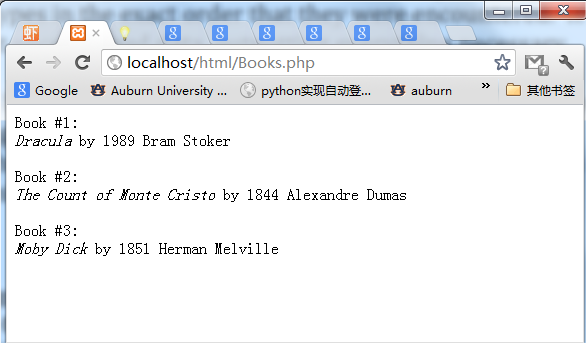 虾
localhost/html/Books.php
Google Auburn University ... python实现自动登... auburn » 其他书签
Book #1:
Dracula by 1989 Bram Stoker
Book #2:
The Count of Monte Cristo by 1844 Alexandre Dumas
Book #3:
Moby Dick by 1851 Herman Melville